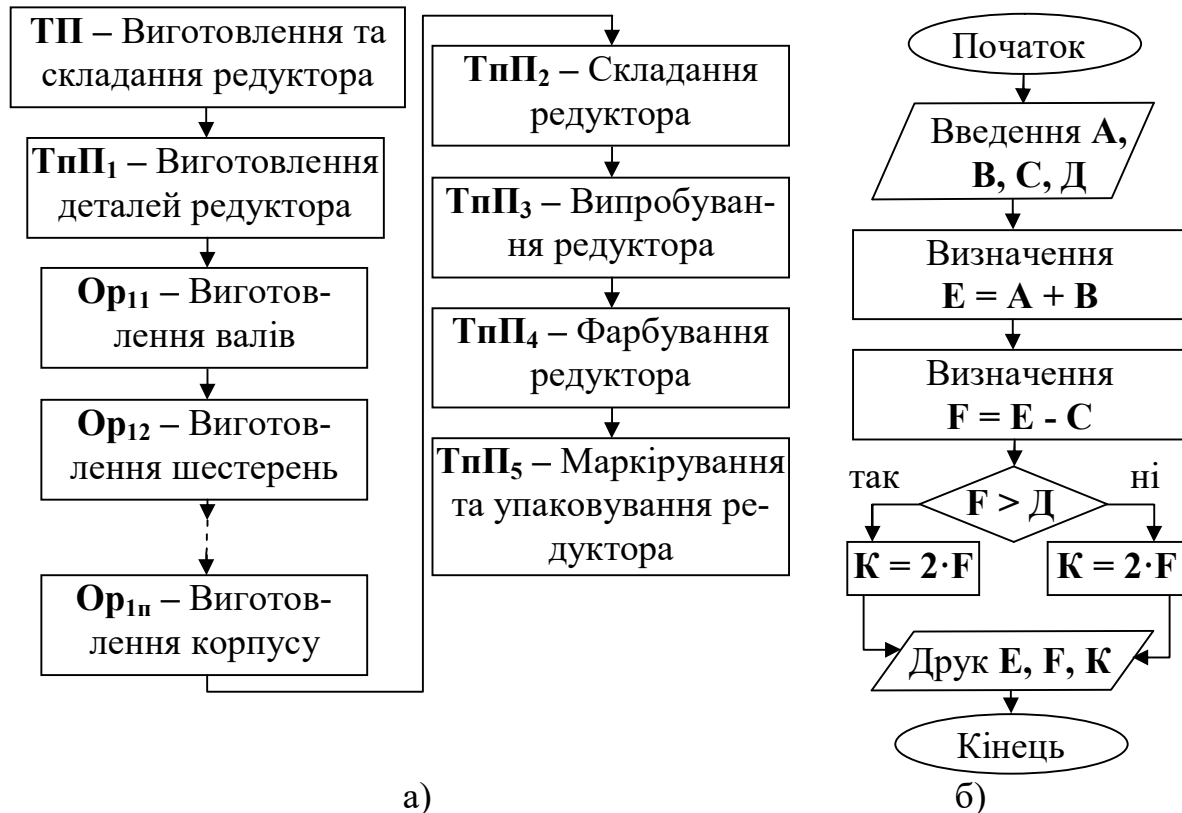 ТП – Виготовлення та
складання редуктора
ТпП₁ – Виготовлення
деталей редуктора
Ор₁₁ – Виготов-
лення валів
Ор₁₂ – Виготов-
лення шестерень
Ор₁ₙ – Виготов-
лення корпусу
ТпП₂ – Складання
редуктора
ТпП₃ – Випробуван-
ня редуктора
ТпП₄ – Фарбування
редуктора
ТпП₅ – Маркірування
та упаковування ре-
дуктора
а)
Початок
Введення А,
В, С, Д
Визначення
Е = А + В
Визначення
F = Е - С
так
ні
F > Д
К = 2·F
К = 2·F
Друк Е, F, К
Кінець
б)